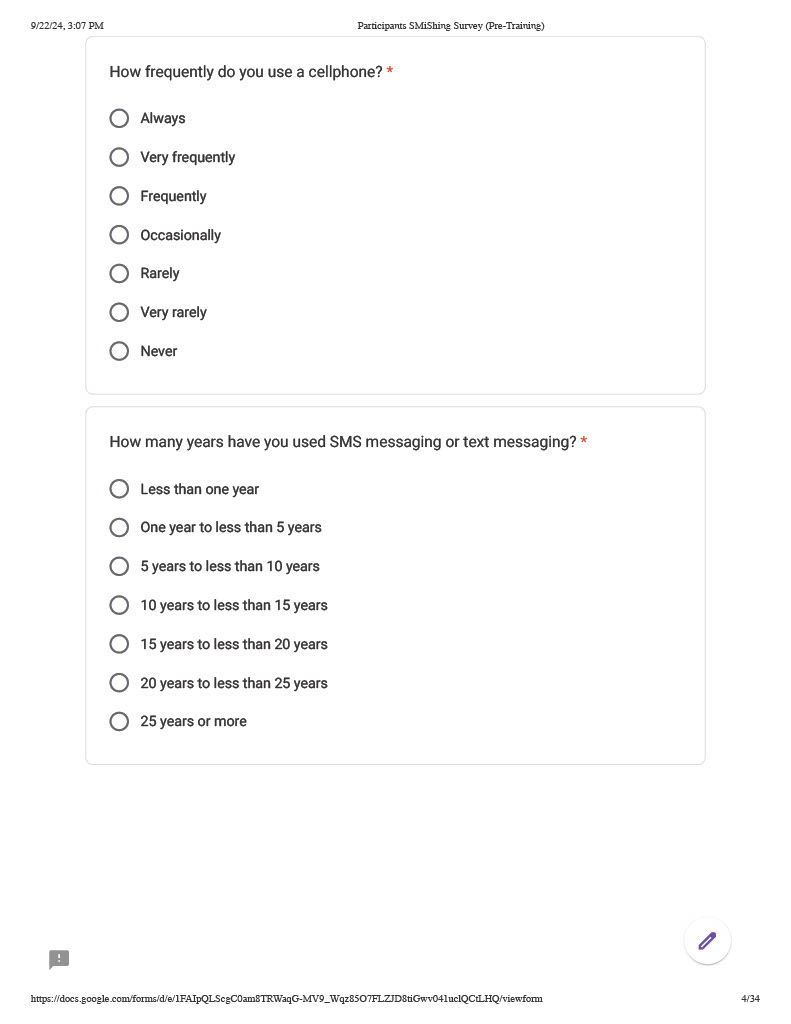 9/22/24, 3:07 PM Participants SMiShing Survey (Pre-Training)
How frequently do you use a cellphone? *
Always
Very frequently
Frequently
Occasionally
Rarely
Very rarely
Never
How many years have you used SMS messaging or text messaging? *
Less than one year
One year to less than 5 years
5 years to less than 10 years
10 years to less than 15 years
15 years to less than 20 years
20 years to less than 25 years
25 years or more
https://docs.google.com/forms/d/e/1FAIpQLScgC0am8TRWaqG-MV9_Wqz85O7FLZJD8tiGwv041uclQCtLHQ/viewform 4/34